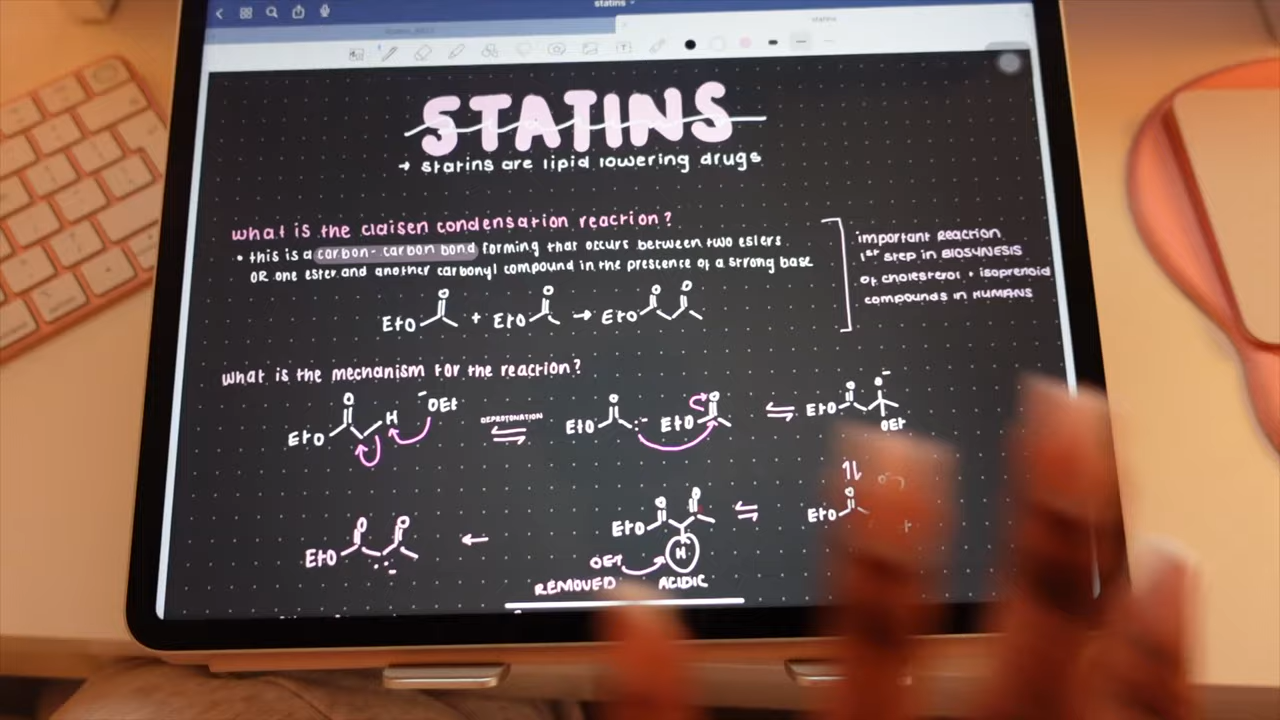 statins
statins
STATINS
→ statins are lipid lowering drugs
what is the claisen condensation reaction?
• this is a carbon-carbon bond forming that occurs between two esters
OR one ester and another carbonyl compound in the prescence of a strong base
important Reaction
1st step in BIOSYNESIS
of cholesterol + isoprenoid
compounds in HUMANS
EtO O + EtO O → EtO O O
what is the mechanism for the reaction?
EtO O H -OEt
DEPROTONATION
EtO O :- EtO O
EtO O O- OEt
EtO O
EtO O O H
OEt
REMOVED ACIDIC
EtO O O -